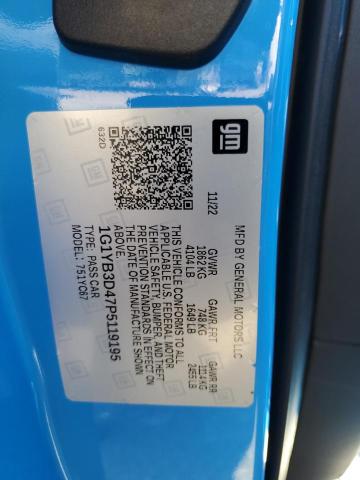 gm
MFD BY GENERAL MOTORS LLC
11/22
GVWR
1862 KG
4104 LB
GAWR FRT
748 KG
1649 LB
GAWR RR
1114 KG
2455 LB
THIS VEHICLE CONFORMS TO ALL
APPLICABLE U.S. FEDERAL MOTOR
VEHICLE SAFETY, BUMPER, AND THEFT
PREVENTION STANDARDS IN EFFECT ON
THE DATE OF MANUFACTURE SHOWN
ABOVE.
632D
1G1YB3D47P5119195
TYPE: PASS CAR
MODEL: 751YC67